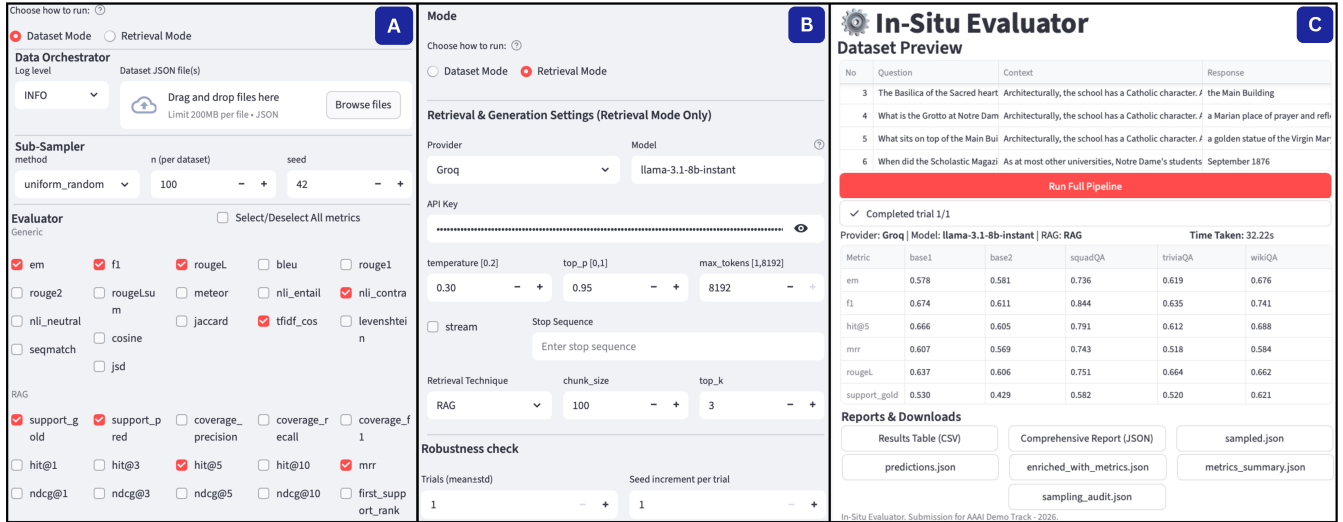 Choose how to run:
A
Dataset Mode Retrieval Mode
Data Orchestrator
Log level Dataset JSON file(s)
INFO
Drag and drop files here
Limit 200MB per file • JSON
Browse files
Sub-Sampler
method n (per dataset) seed
uniform_random 100 - + 42 - +
Evaluator Select/Deselect All metrics
Generic
em f1 rougeL bleu rouge1
rouge2 rougeLsu
m meteor nli_entail nli_contra
nli_neutral cosine jaccard tfidf_cos levenshtei
n
seqmatch jsd
RAG
support_g
old support_p
red coverage_
precision coverage_r
ecall coverage_f
1
hit@1 hit@3 hit@5 hit@10 mrr
ndcg@1 ndcg@3 ndcg@5 ndcg@10 first_supp
ort_rank
Mode
B
Choose how to run:
Dataset Mode Retrieval Mode
Retrieval & Generation Settings (Retrieval Mode Only)
Provider Model
Groq llama-3.1-8b-instant
API Key
temperature [0.2] top_p [0,1] max_tokens [1,8192]
0.30 - + 0.95 - + 8192 - +
stream Stop Sequence
Enter stop sequence
Retrieval Technique chunk_size top_k
RAG 100 - + 3 - +
Robustness check
Trials (mean±std) Seed increment per trial
1 - + 1 - +
In-Situ Evaluator
C
Dataset Preview
No Question Context Response
3 The Basilica of the Sacred heart Architecturally, the school has a Catholic character. A the Main Building
4 What is the Grotto at Notre Dam Architecturally, the school has a Catholic character. A a Marian place of prayer and refle
5 What sits on top of the Main Bui Architecturally, the school has a Catholic character. A a golden statue of the Virgin Mar
6 When did the Scholastic Magazi As at most other universities, Notre Dame's students September 1876
Run Full Pipeline
Completed trial 1/1
Provider: Groq | Model: llama-3.1-8b-instant | RAG: RAG Time Taken: 32.22s
Metric base1 base2 squadQA triviaQA wikiQA
em 0.578 0.581 0.736 0.619 0.676
f1 0.674 0.611 0.844 0.635 0.741
hit@5 0.666 0.605 0.791 0.612 0.688
mrr 0.607 0.569 0.743 0.518 0.584
rougeL 0.637 0.606 0.751 0.664 0.662
support_gold 0.530 0.429 0.582 0.520 0.621
Reports & Downloads
Results Table (CSV) Comprehensive Report (JSON) sampled.json
predictions.json enriched_with_metrics.json metrics_summary.json
sampling_audit.json
In-Situ Evaluator. Submission for AAAI Demo Track - 2026.